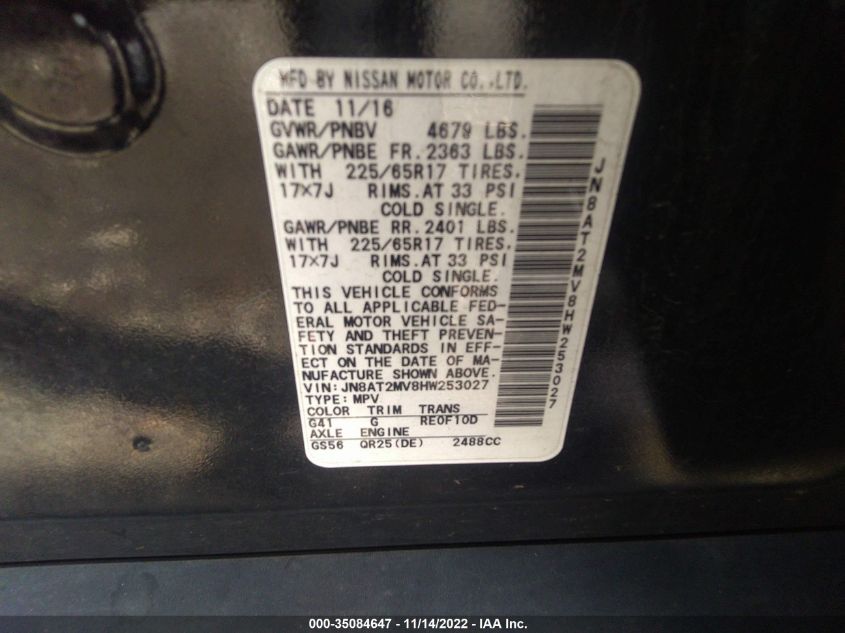 MFD BY NISSAN MOTOR CO.,LTD.
DATE 11/16
GVWR/PNBV 4679 LBS.
GAWR/PNBE FR.2363 LBS.
WITH 225/65R17 TIRES.
17×7J RIMS.AT 33 PSI
COLD SINGLE.
GAWR/PNBE RR.2401 LBS.
WITH 225/65R17 TIRES.
17×7J RIMS.AT 33 PSI
COLD SINGLE.
THIS VEHICLE CONFORMS
TO ALL APPLICABLE FED-
ERAL MOTOR VEHICLE SA-
FETY AND THEFT PREVEN-
TION STANDARDS IN EFF-
ECT ON THE DATE OF MA-
NUFACTURE SHOWN ABOVE.
VIN:JN8AT2MV8HW253027
TYPE:MPV
COLOR TRIM TRANS
G41 G RE0F10D
AXLE ENGINE
GS56 QR25(DE) 2488CC
JN8AT2MV8HW253027
000-35084647 - 11/14/2022 - IAA Inc.